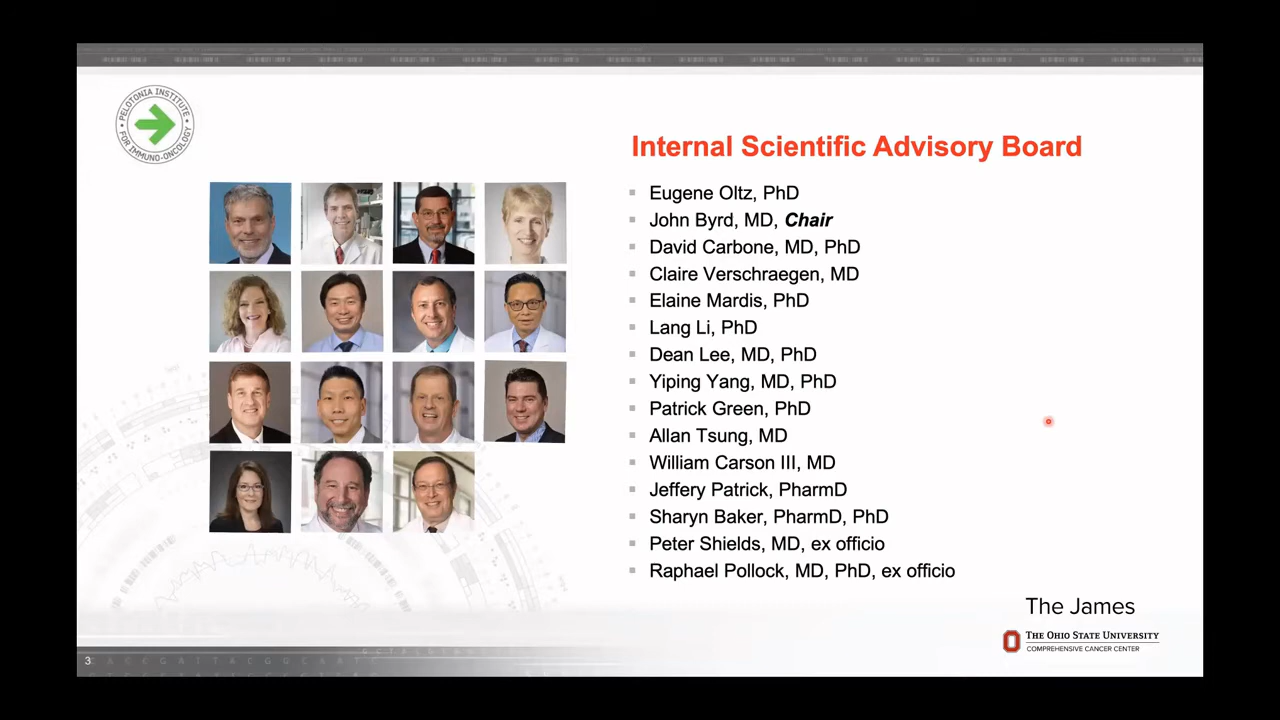 PELOTONIA INSTITUTE
FOR IMMUNO-ONCOLOGY
Internal Scientific Advisory Board
Eugene Oltz, PhD
John Byrd, MD, Chair
David Carbone, MD, PhD
Claire Verschraegen, MD
Elaine Mardis, PhD
Lang Li, PhD
Dean Lee, MD, PhD
Yiping Yang, MD, PhD
Patrick Green, PhD
Allan Tsung, MD
William Carson III, MD
Jeffery Patrick, PharmD
Sharyn Baker, PharmD, PhD
Peter Shields, MD, ex officio
Raphael Pollock, MD, PhD, ex officio
The James
THE OHIO STATE UNIVERSITY
COMPREHENSIVE CANCER CENTER
3